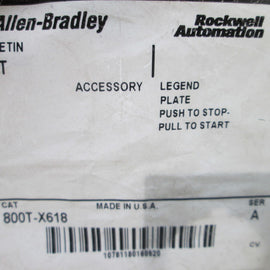 Allen-Bradley
Rockwell
Automation
ETIN
T
ACCESSORY
LEGEND
PLATE
PUSH TO STOP-
PULL TO START
CAT
MADE IN U.S.A.
SER
800T-X618
A
CV